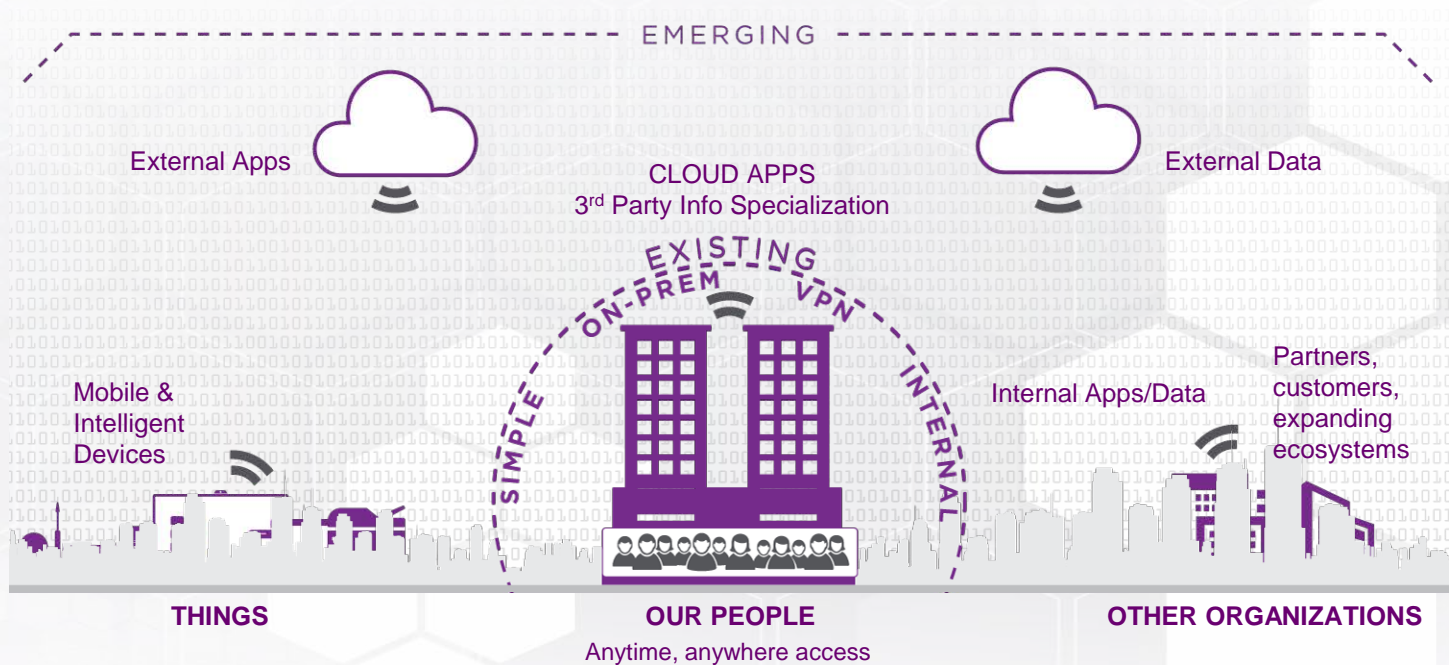 EMERGING
External Apps
External Data
CLOUD APPS
3rd Party Info Specialization
EXISTING
SIMPLE ON-PREM VPN INTERNAL
Mobile &
Intelligent
Devices
Internal Apps/Data
Partners,
customers,
expanding
ecosystems
THINGS
OUR PEOPLE
OTHER ORGANIZATIONS
Anytime, anywhere access